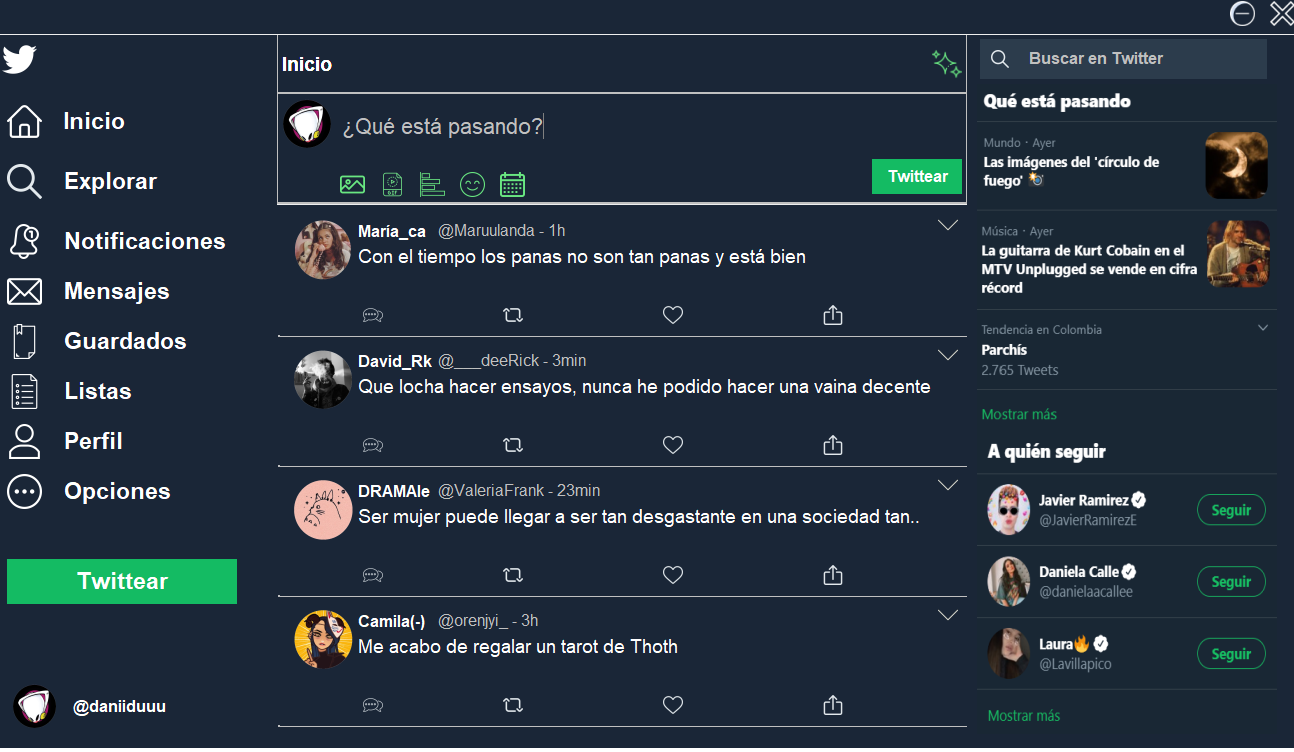 Inicio
Explorar
Notificaciones
Mensajes
Guardados
Listas
Perfil
Opciones
Twittear
@daniiduuu
Inicio
¿Qué está pasando?
GIF
Twittear
María_ca @Maruulanda - 1h
Con el tiempo los panas no son tan panas y está bien
David_Rk @___deeRick - 3min
Que locha hacer ensayos, nunca he podido hacer una vaina decente
DRAMAle @ValeriaFrank - 23min
Ser mujer puede llegar a ser tan desgastante en una sociedad tan..
Camila(-) @orenjyi_ - 3h
Me acabo de regalar un tarot de Thoth
Buscar en Twitter
Qué está pasando
Mundo · Ayer
Las imágenes del 'círculo de
fuego' 📸
Música · Ayer
La guitarra de Kurt Cobain en el
MTV Unplugged se vende en cifra
récord
Tendencia en Colombia
Parchís
2.765 Tweets
Mostrar más
A quién seguir
Javier Ramirez
@JavierRamirezE
Seguir
Daniela Calle
@danielaacallee
Seguir
Laura🔥
@Lavillapico
Seguir
Mostrar más